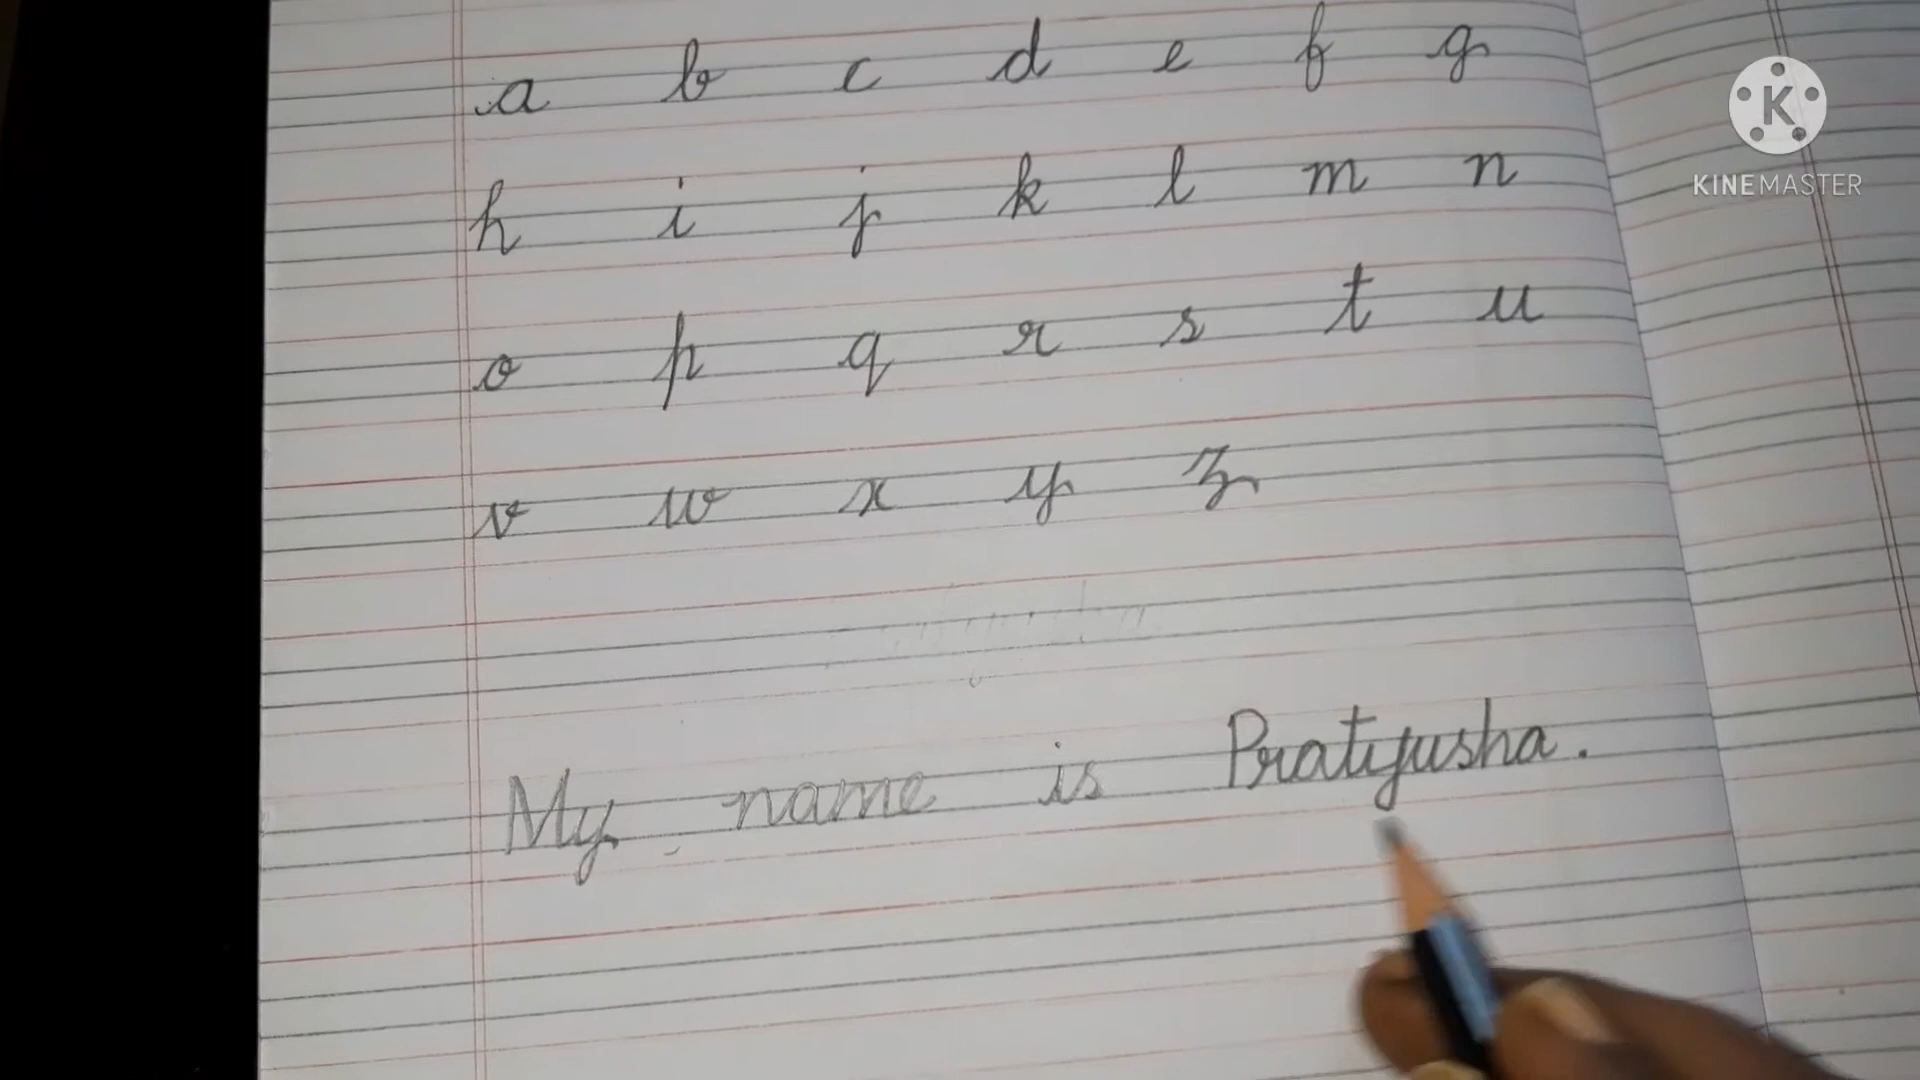 a b c d e f g
h i j k l m n
o p q r s t u
v w x y z
My name is Pratyusha.
K
KINEMASTER